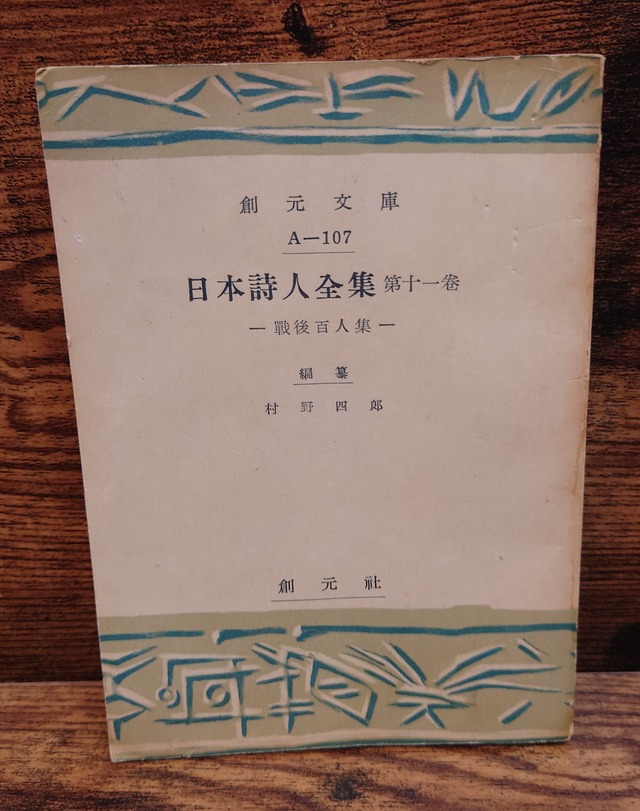 創元文庫
A—107
日本詩人全集 第十一卷
—戰後百人集—
編纂
村野四郎
創元社